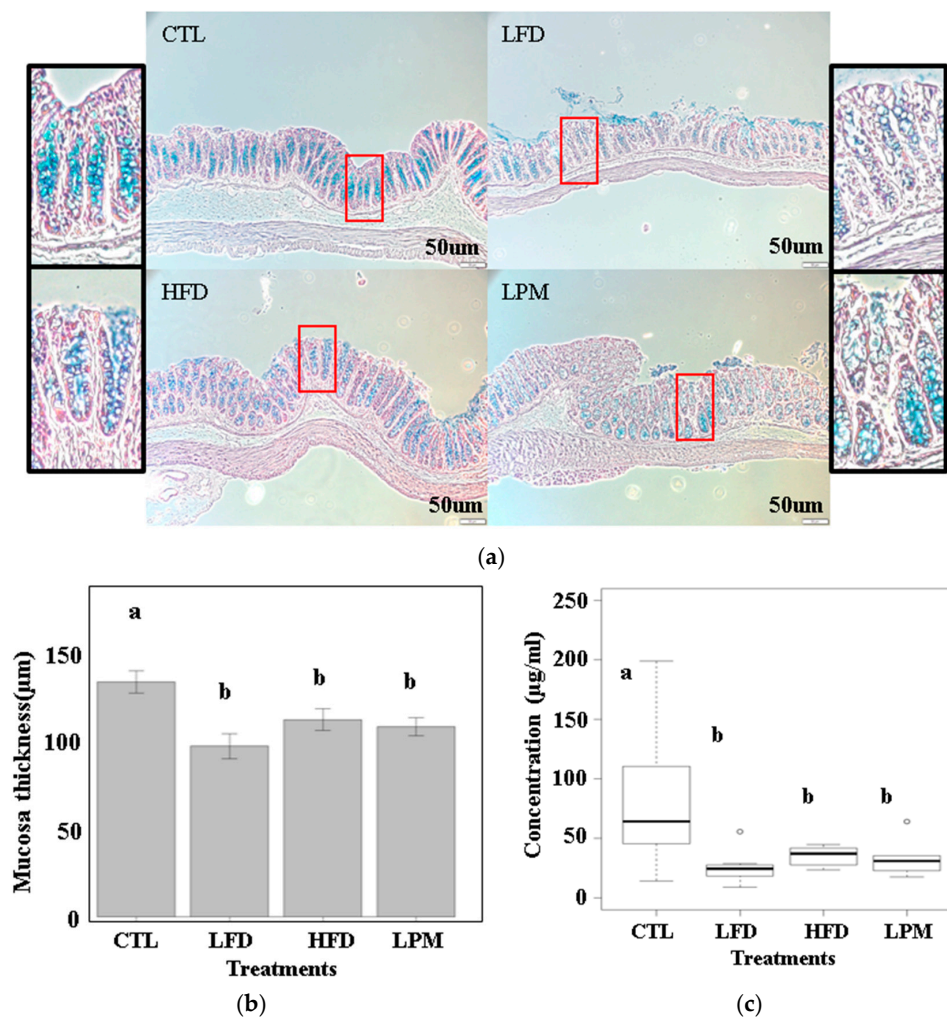 CTL
LFD
50um
50um
HFD
LPM
50um
50um
(a)
Mucosa thickness(μm)
150
100
50
0
a
b
b
b
CTL
LFD
HFD
LPM
Treatments
(b)
Concentration (μg/ml)
250
200
150
100
50
0
a
b
b
b
CTL
LFD
HFD
LPM
Treatments
(c)